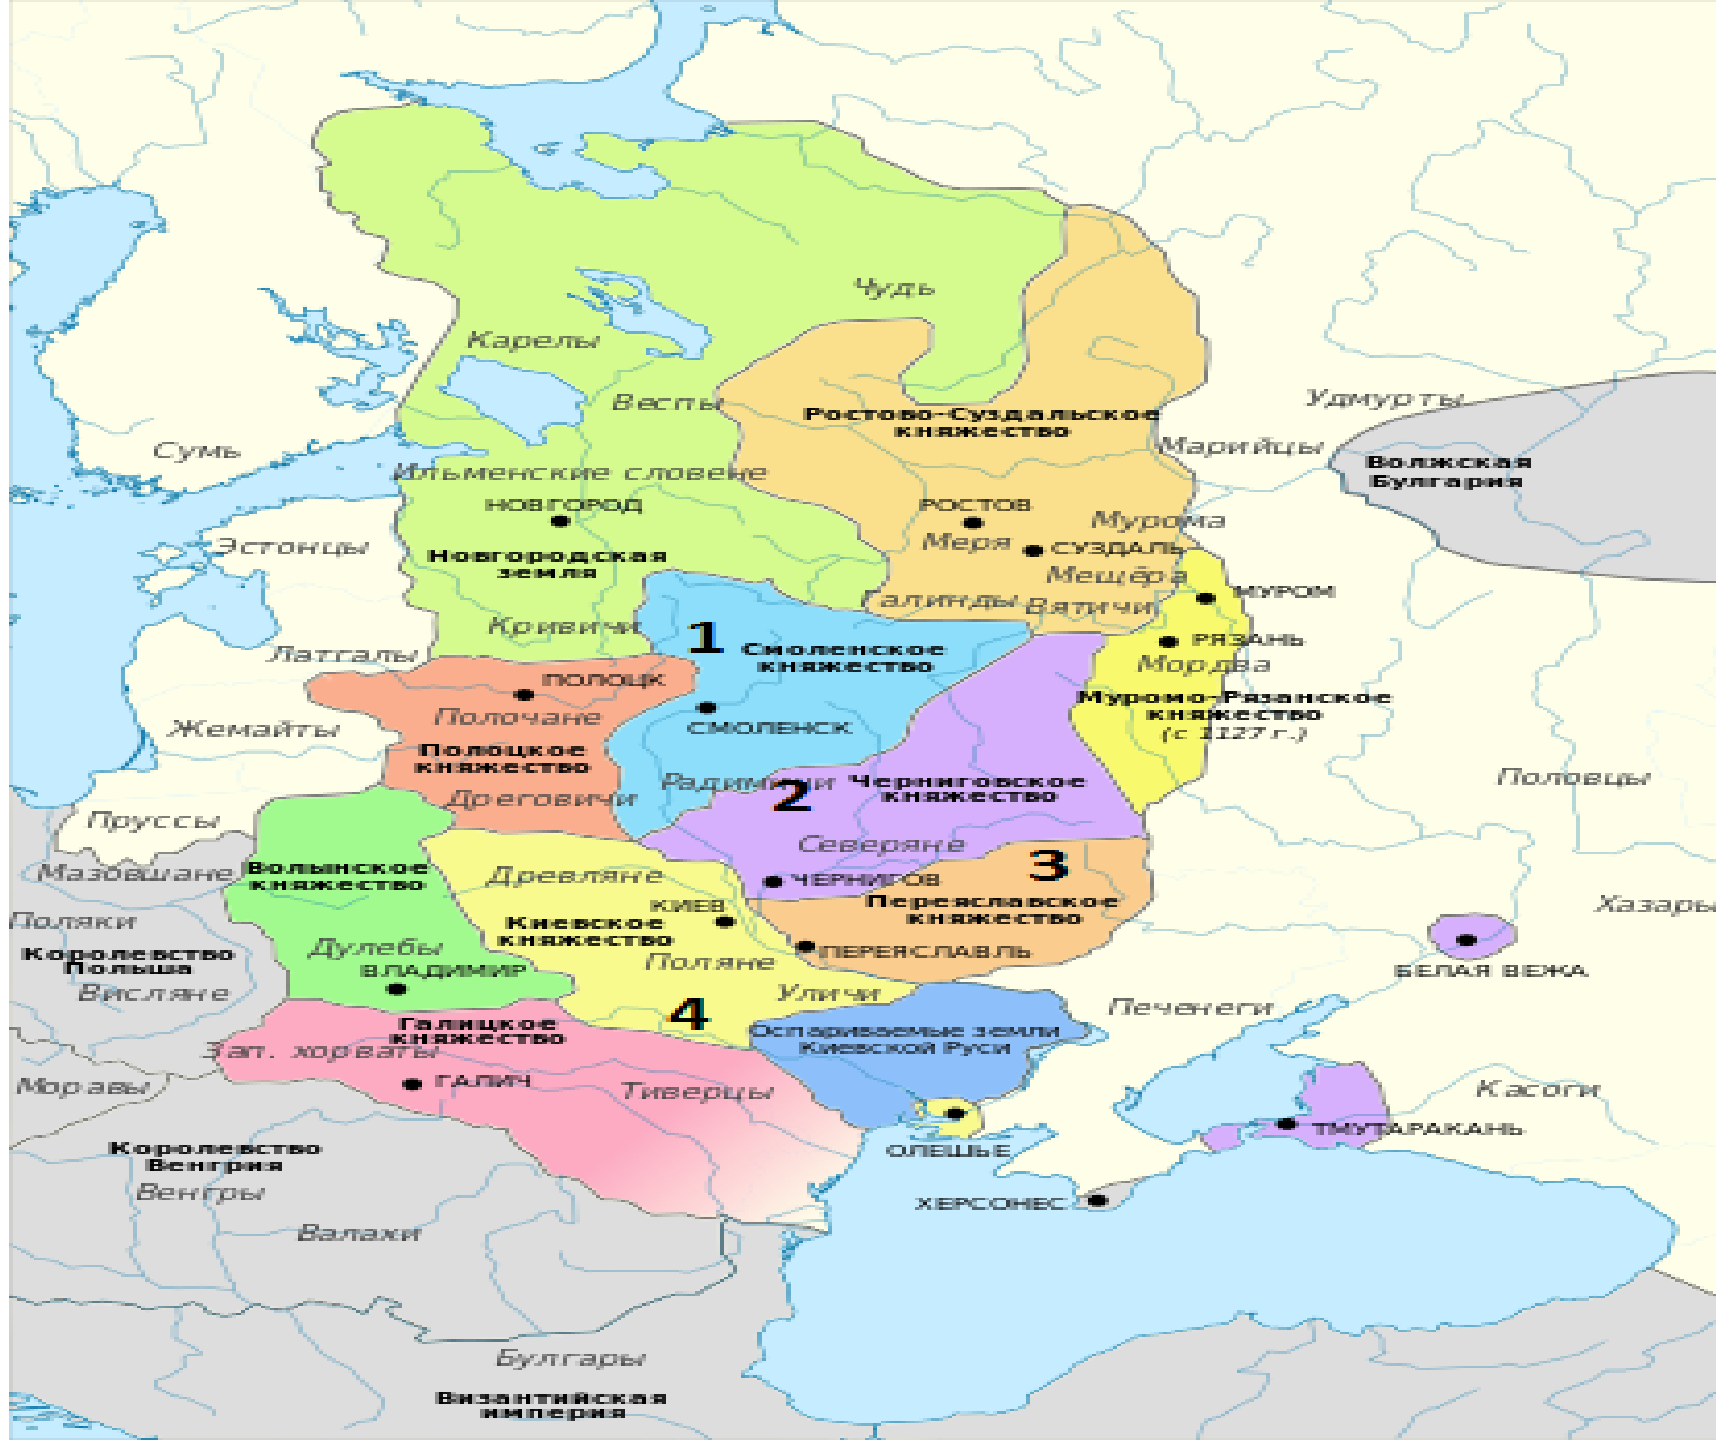 Чудь
Карелы
Веспы
Удмурты
Ростово-Суздальское
княжество
Сумь
Марийцы
Волжская
Булгария
Ильменские словене
НОВГОРОД
РОСТОВ
Мурома
Эстонцы
Новгородская
земля
Меря
СУЗДАЛЬ
Мещёра
МУРОМ
Галинды
Вятичи
Кривичи
1
Смоленское
княжество
РЯЗАНЬ
Латгалы
Мордва
ПОЛОЦК
Полочане
Муромо-Рязанское
княжество
(с 1127 г.)
Жемайты
СМОЛЕНСК
Полоцкое
княжество
Радимичи
2
Черниговское
княжество
Половцы
Дреговичи
Пруссы
Северяне
3
Мазовшане
Волынское
княжество
Древляне
ЧЕРНИГОВ
Переяславское
княжество
Хазары
Поляки
КИЕВ
Киевское
княжество
Королевство
Польша
Дулебы
ВЛАДИМИР
Поляне
ПЕРЕЯСЛАВЛЬ
БЕЛАЯ ВЕЖА
Висляне
Уличи
Печенеги
4
Галицкое
княжество
Оспариваемые земли
Киевской Руси
Зап. хорваты
Моравы
ГАЛИЧ
Тиверцы
Касоги
ТМУТАРАКАНЬ
Королевство
Венгрия
ОЛЕШЬЕ
Венгры
ХЕРСОНЕС
Валахи
Булгары
Византийская
империя